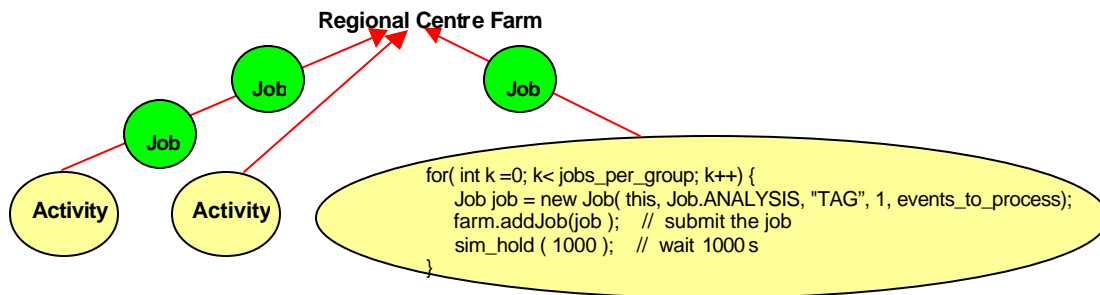 Regional Centre Farm
Job
Job
Job
Activity
Activity
for( int k =0; k< jobs_per_group; k++) {
Job job = new Job( this, Job.ANALYSIS, "TAG”, 1, events_to_process);
farm.addJob(job ); // submit the job
sim_hold ( 1000 ); // wait 1000 s
}